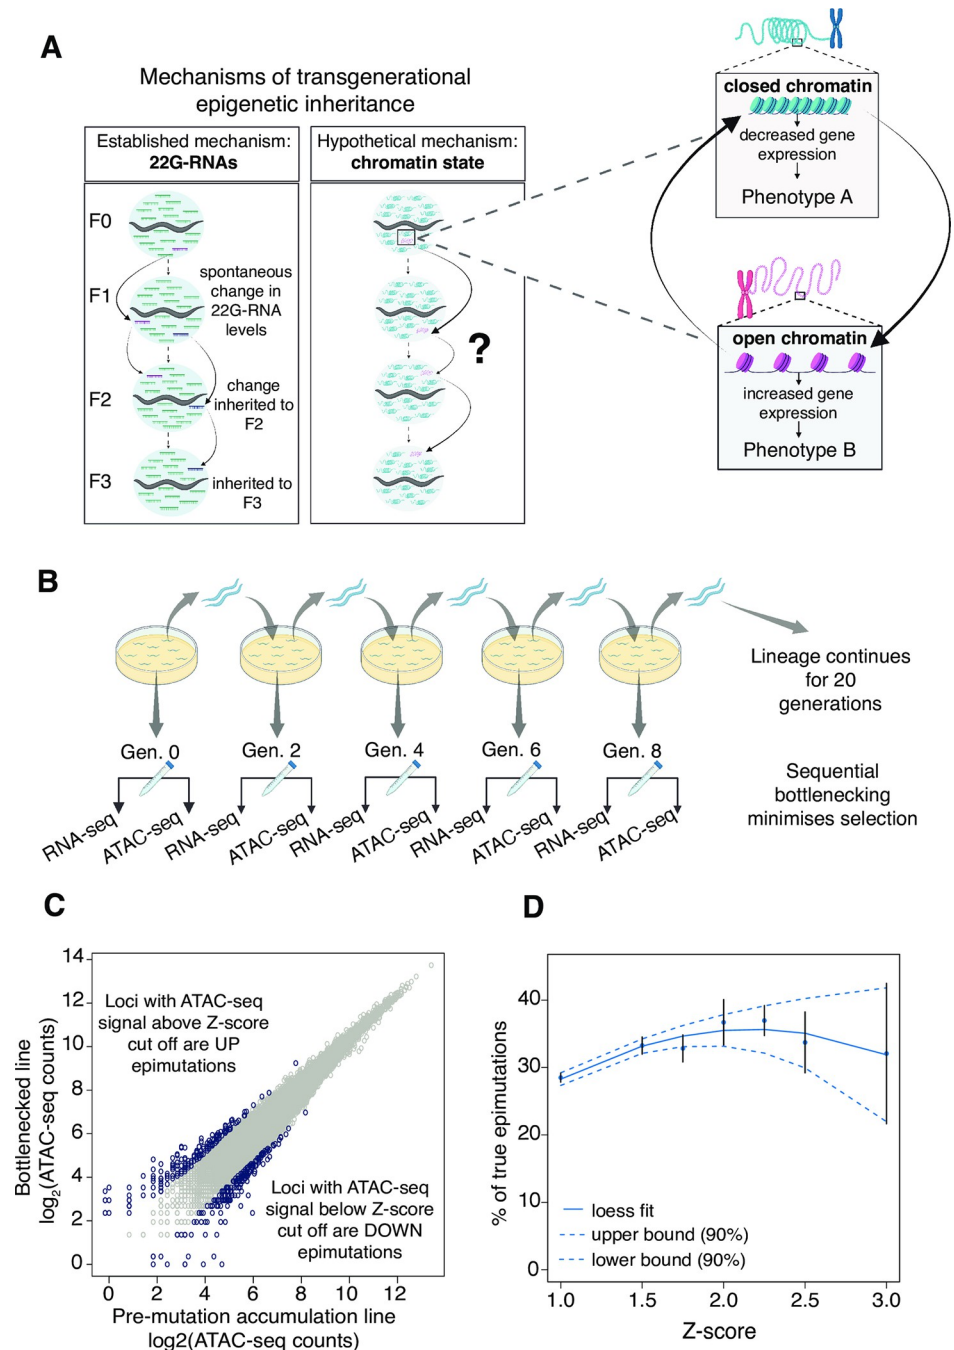 A
Mechanisms of transgenerational
epigenetic inheritance
Established mechanism:
22G-RNAs
Hypothetical mechanism:
chromatin state
F0
F1
spontaneous
change in
22G-RNA
levels
F2
change
inherited to
F2
F3
inherited to
F3
?
closed chromatin
decreased gene
expression
Phenotype A
open chromatin
increased gene
expression
Phenotype B
B
Lineage continues
for 20
generations
Gen. 0
Gen. 2
Gen. 4
Gen. 6
Gen. 8
Sequential
bottlenecking
minimises selection
RNA-seq
ATAC-seq
RNA-seq
ATAC-seq
RNA-seq
ATAC-seq
RNA-seq
ATAC-seq
RNA-seq
ATAC-seq
C
Bottlenecked line
log2(ATAC-seq counts)
14
12
10
8
6
4
2
0
Loci with ATAC-seq
signal above Z-score
cut off are UP
epimutations
Loci with ATAC-seq
signal below Z-score
cut off are DOWN
epimutations
0 2 4 6 8 10 12
Pre-mutation accumulation line
log2(ATAC-seq counts)
D
% of true epimutations
40
30
20
10
0
loess fit
upper bound (90%)
lower bound (90%)
1.0 1.5 2.0 2.5 3.0
Z-score